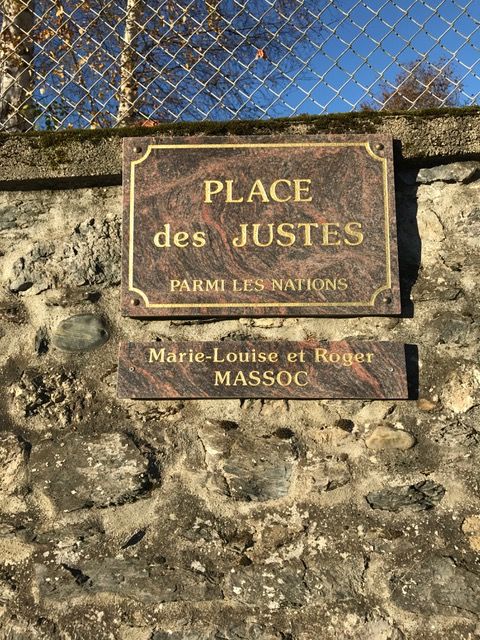 PLACE
des JUSTES
PARMI LES NATIONS
Marie-Louise et Roger
MASSOC